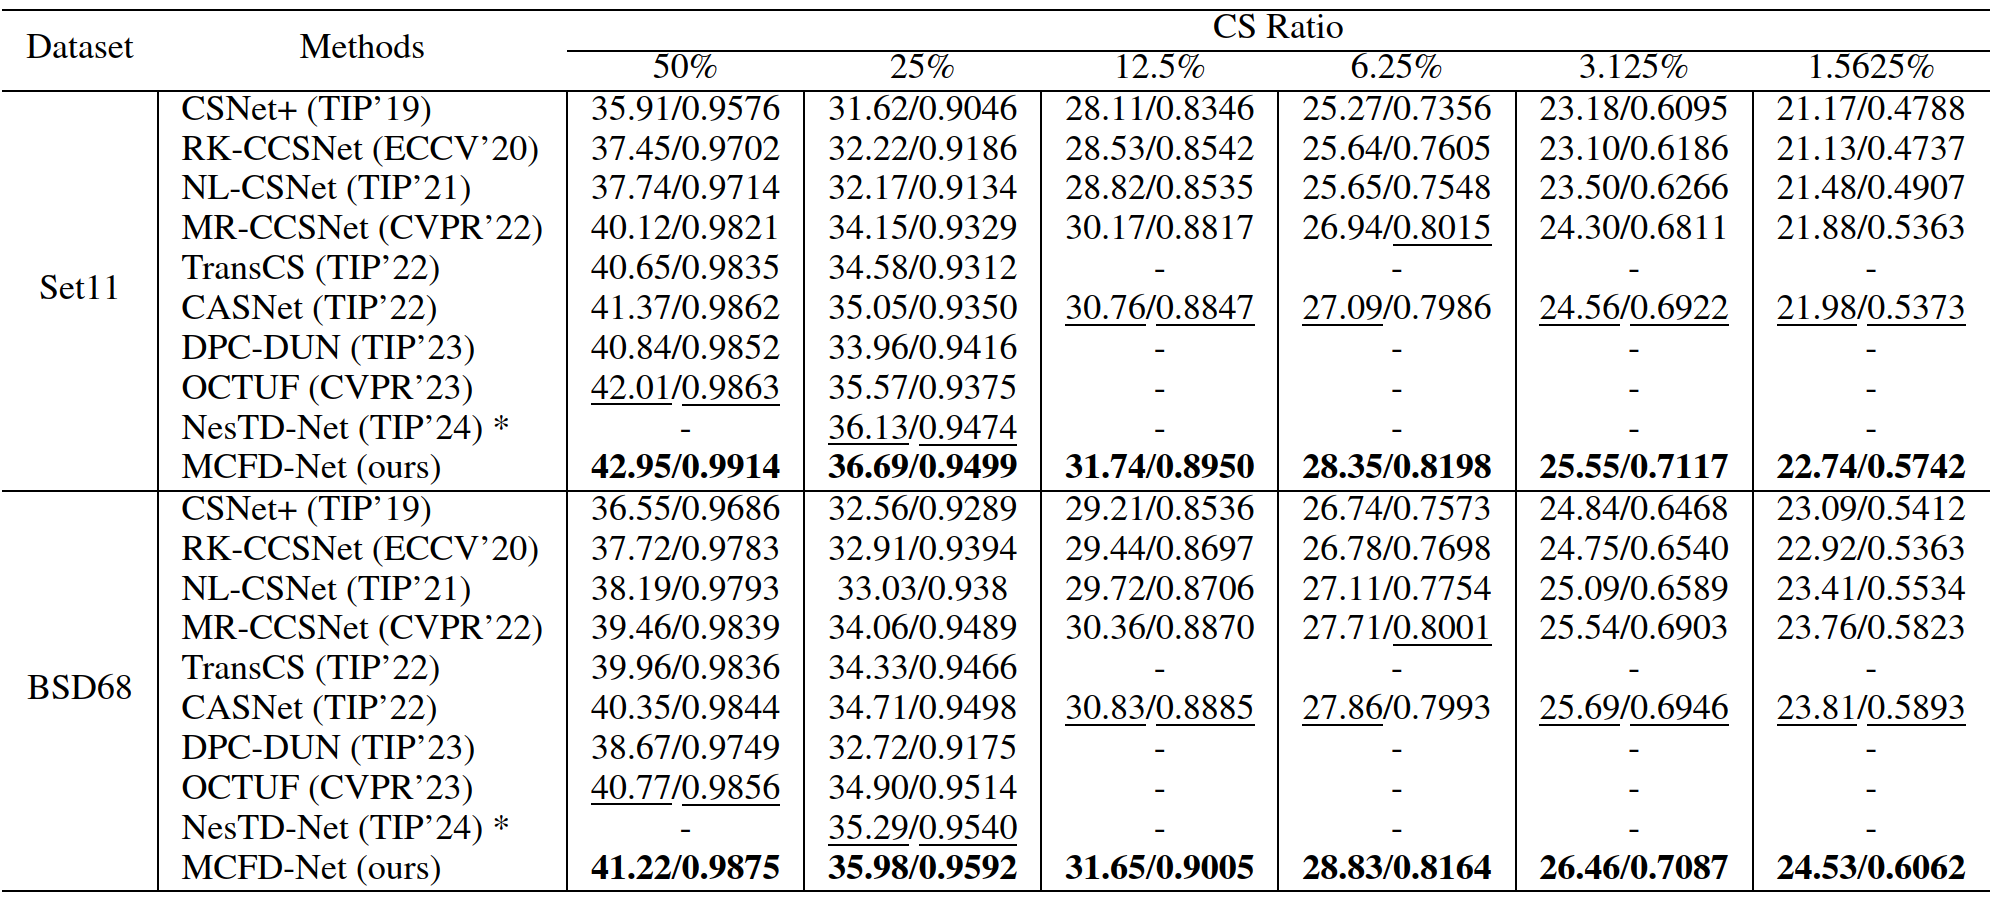 Dataset Methods CS Ratio
50% 25% 12.5% 6.25% 3.125% 1.5625%
Set11
CSNet+ (TIP’19) 35.91/0.9576 31.62/0.9046 28.11/0.8346 25.27/0.7356 23.18/0.6095 21.17/0.4788
RK-CCSNet (ECCV’20) 37.45/0.9702 32.22/0.9186 28.53/0.8542 25.64/0.7605 23.10/0.6186 21.13/0.4737
NL-CSNet (TIP’21) 37.74/0.9714 32.17/0.9134 28.82/0.8535 25.65/0.7548 23.50/0.6266 21.48/0.4907
MR-CCSNet (CVPR’22) 40.12/0.9821 34.15/0.9329 30.17/0.8817 26.94/0.8015 24.30/0.6811 21.88/0.5363
TransCS (TIP’22) 40.65/0.9835 34.58/0.9312 - - - -
CASNet (TIP’22) 41.37/0.9862 35.05/0.9350 30.76/0.8847 27.09/0.7986 24.56/0.6922 21.98/0.5373
DPC-DUN (TIP’23) 40.84/0.9852 33.96/0.9416 - - - -
OCTUF (CVPR’23) 42.01/0.9863 35.57/0.9375 - - - -
NesTD-Net (TIP’24) * - 36.13/0.9474 - - - -
MCFD-Net (ours) 42.95/0.9914 36.69/0.9499 31.74/0.8950 28.35/0.8198 25.55/0.7117 22.74/0.5742
BSD68
CSNet+ (TIP’19) 36.55/0.9686 32.56/0.9289 29.21/0.8536 26.74/0.7573 24.84/0.6468 23.09/0.5412
RK-CCSNet (ECCV’20) 37.72/0.9783 32.91/0.9394 29.44/0.8697 26.78/0.7698 24.75/0.6540 22.92/0.5363
NL-CSNet (TIP’21) 38.19/0.9793 33.03/0.938 29.72/0.8706 27.11/0.7754 25.09/0.6589 23.41/0.5534
MR-CCSNet (CVPR’22) 39.46/0.9839 34.06/0.9489 30.36/0.8870 27.71/0.8001 25.54/0.6903 23.76/0.5823
TransCS (TIP’22) 39.96/0.9836 34.33/0.9466 - - - -
CASNet (TIP’22) 40.35/0.9844 34.71/0.9498 30.83/0.8885 27.86/0.7993 25.69/0.6946 23.81/0.5893
DPC-DUN (TIP’23) 38.67/0.9749 32.72/0.9175 - - - -
OCTUF (CVPR’23) 40.77/0.9856 34.90/0.9514 - - - -
NesTD-Net (TIP’24) * - 35.29/0.9540 - - - -
MCFD-Net (ours) 41.22/0.9875 35.98/0.9592 31.65/0.9005 28.83/0.8164 26.46/0.7087 24.53/0.6062